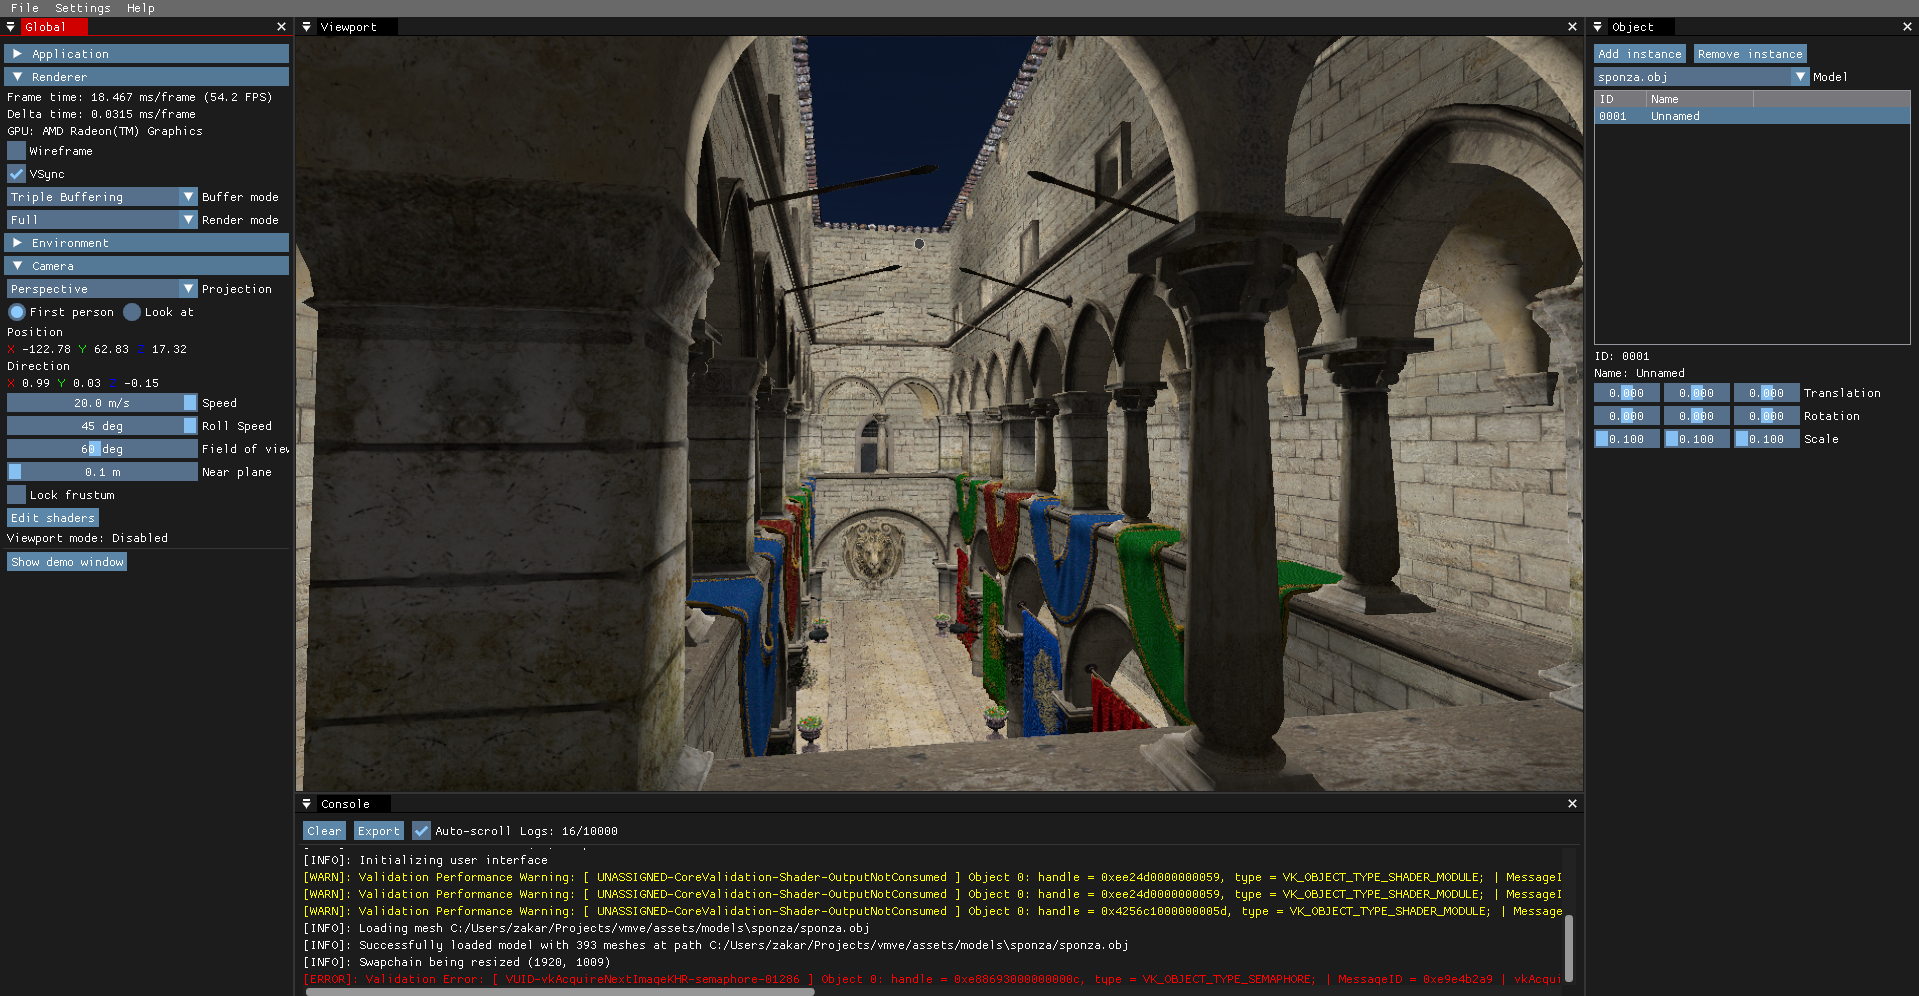 File Settings Help
Global
Application
Renderer
Frame time: 18.467 ms/frame (54.2 FPS)
Delta time: 0.0315 ms/frame
GPU: AMD Radeon(TM) Graphics
Wireframe
VSync
Triple Buffering Buffer mode
Full Render mode
Environment
Camera
Perspective Projection
First person Look at
Position
X -122.78 Y 62.83 17.32
Direction
X 0.99 Y 0.03 -0.15
20.0 m/s Speed
45 deg Roll Speed
60 deg Field of view
0.1 m Near plane
Lock frustum
Edit shaders
Viewport mode: Disabled
Show demo window
Viewport
Console
Clear Export Auto-scroll Logs: 16/10000
[INFO]: Initializing user interface
[WARN]: Validation Performance Warning: [ UNASSIGNED-CoreValidation-Shader-OutputNotConsumed ] Object 0: handle = 0xee24d0000000059, type = VK_OBJECT_TYPE_SHADER_MODULE; | MessageI
[WARN]: Validation Performance Warning: [ UNASSIGNED-CoreValidation-Shader-OutputNotConsumed ] Object 0: handle = 0xee24d0000000059, type = VK_OBJECT_TYPE_SHADER_MODULE; | MessageI
[WARN]: Validation Performance Warning: [ UNASSIGNED-CoreValidation-Shader-OutputNotConsumed ] Object 0: handle = 0x4256c1000000005d, type = VK_OBJECT_TYPE_SHADER_MODULE; | Message
[INFO]: Loading mesh C:/Users/zakar/Projects/vmve/assets/models\sponza/sponza.obj
[INFO]: Successfully loaded model with 393 meshes at path C:/Users/zakar/Projects/vmve/assets/models\sponza/sponza.obj
[INFO]: Swapchain being resized (1920, 1009)
[ERROR]: Validation Error: [ VUID-vkAcquireNextImageKHR-semaphore-01286 ] Object 0: handle = 0xe88693000000000c, type = VK_OBJECT_TYPE_SEMAPHORE; | MessageID = 0xe9e4b2a9 | vkAcqui
Object
Add instance Remove instance
sponza.obj Model
ID Name
0001 Unnamed
ID: 0001
Name: Unnamed
0.000 0.000 0.000 Translation
0.000 0.000 0.000 Rotation
0.100 0.100 0.100 Scale